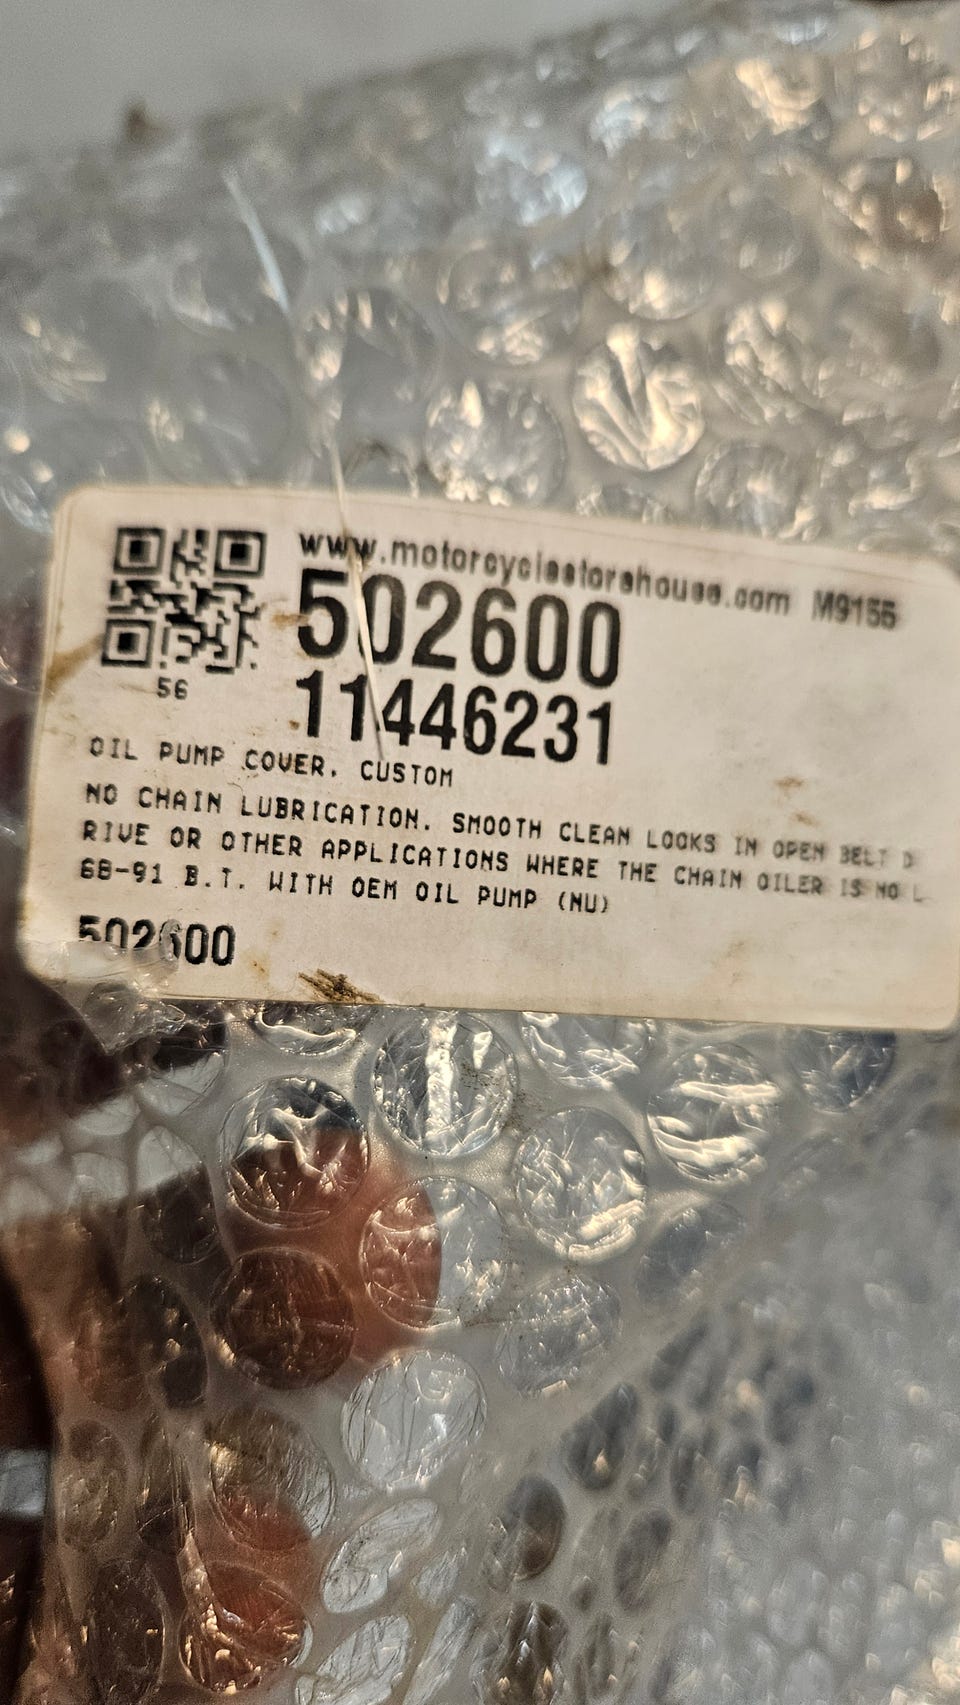 www.motorcyclestorehouse.com M9155
502600
11446231
56
OIL PUMP COVER. CUSTOM
NO CHAIN LUBRICATION. SMOOTH CLEAN LOOKS IN OPEN BELT D
RIVE OR OTHER APPLICATIONS WHERE THE CHAIN OILER IS NO L
68-91 B.T. WITH OEM OIL PUMP (NU)
502600